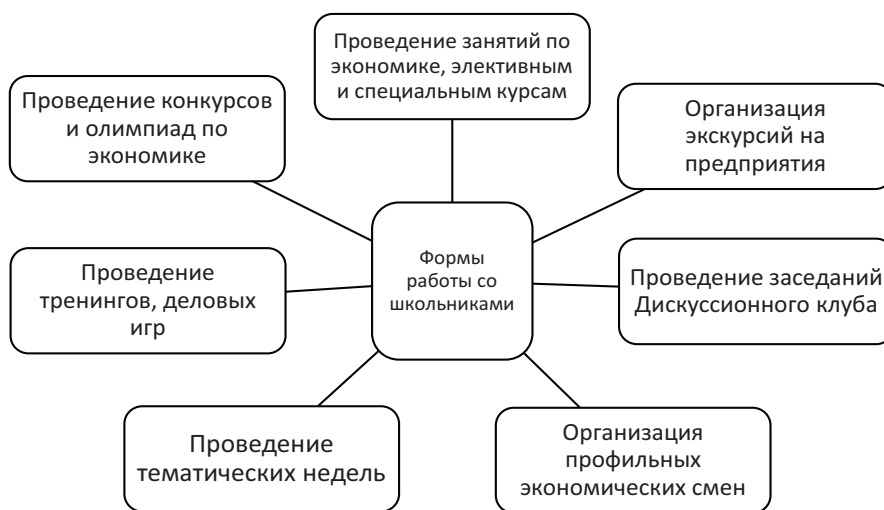 Проведение занятий по
экономике, элективным
и специальным курсам
Проведение конкурсов
и олимпиад по
экономике
Организация
экскурсий на
предприятия
Формы
работы со
школьниками
Проведение
тренингов, деловых
игр
Проведение заседаний
Дискуссионного клуба
Проведение
тематических недель
Организация
профильных
экономических смен